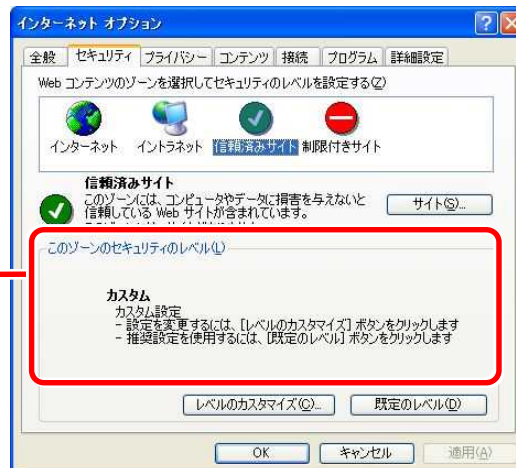 インターネット オプション
全般 セキュリティ プライバシー コンテンツ 接続 プログラム 詳細設定
Web コンテンツのゾーンを選択してセキュリティのレベルを設定する(Z)
インターネット イントラネット 信頼済みサイト 制限付きサイト
信頼済みサイト
このゾーンには、コンピュータやデータに損害を与えないと
信頼している Web サイトが含まれています。
サイト(S)...
このゾーンのセキュリティのレベル(L)
カスタム
カスタム設定
- 設定を変更するには、[レベルのカスタマイズ] ボタンをクリックします
- 推奨設定を使用するには、[既定のレベル] ボタンをクリックします
レベルのカスタマイズ(C)... 既定のレベル(D)
OK キャンセル 適用(A)